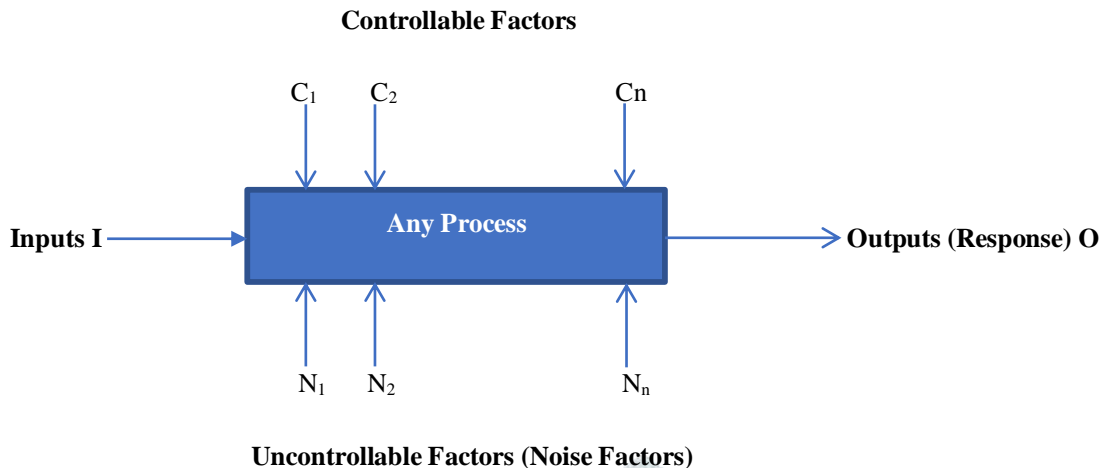 Controllable Factors
C₁ C₂ Cn
Any Process
Inputs I Outputs (Response) O
N₁ N₂ Nₙ
Uncontrollable Factors (Noise Factors)